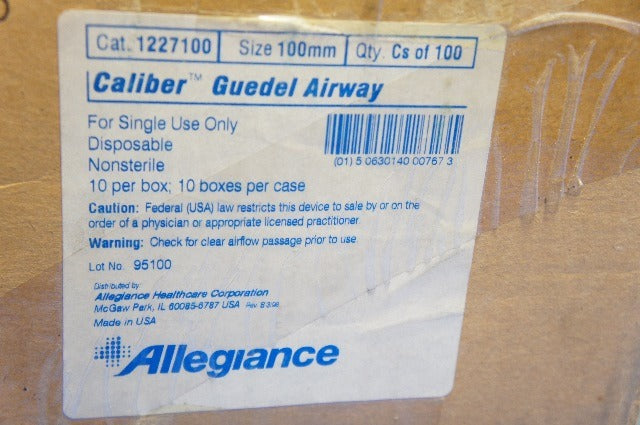 Cat. 1227100 Size 100mm Qty. Cs of 100
Caliber™ Guedel Airway
For Single Use Only
Disposable
Nonsterile
10 per box; 10 boxes per case
(01) 5 0630140 00767 3
Caution: Federal (USA) law restricts this device to sale by or on the
order of a physician or appropriate licensed practitioner.
Warning: Check for clear airflow passage prior to use.
Lot No. 95100
Distributed by
Allegiance Healthcare Corporation
McGaw Park, IL 60085-6787 USA Rev.
Made in USA
Allegiance